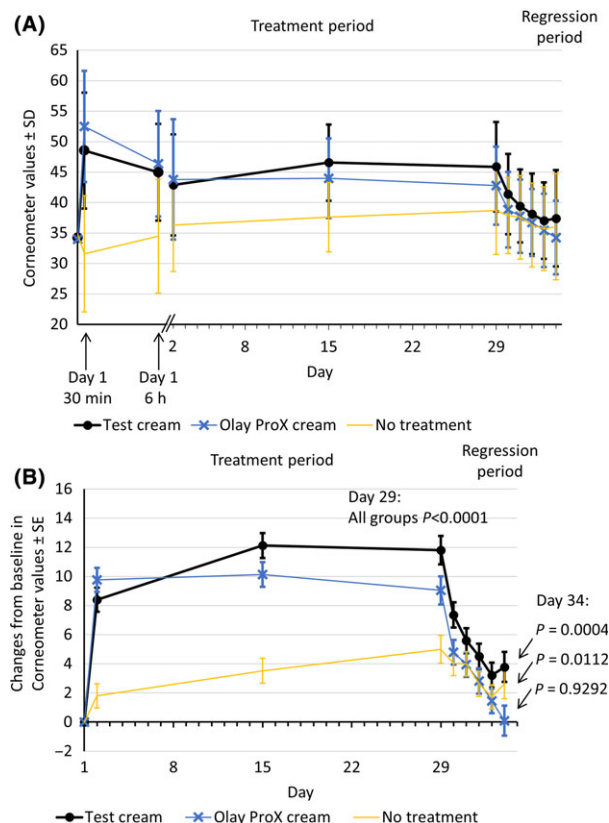 (A)
Treatment period
Regression
period
Corneometer values ± SD
65
60
55
50
45
40
35
30
25
20
2
8
15
22
29
Day
Day 1
30 min
Day 1
6 h
Test cream
Olay ProX cream
No treatment
(B)
Treatment period
Regression
period
Changes from baseline in
Corneometer values ± SE
16
14
12
10
8
6
4
2
0
−2
Day 29:
All groups P<0.0001
Day 34:
P = 0.0004
P = 0.0112
P = 0.9292
1
8
15
22
29
Day
Test cream
Olay ProX cream
No treatment